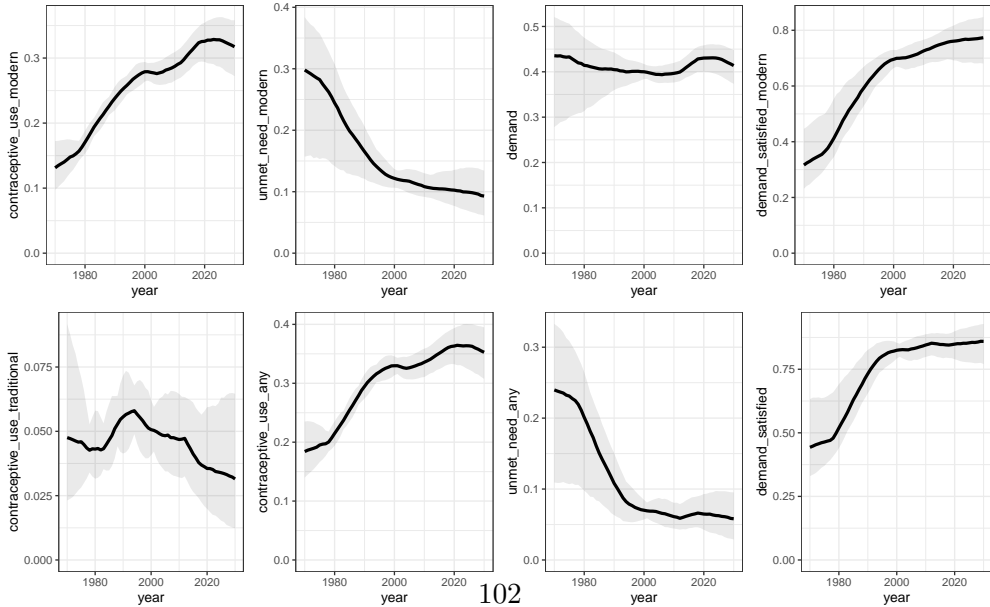 contraceptive_use_modern
0.3
0.2
0.1
0.0
1980 2000 2020
year
unmet_need_modern
0.4
0.3
0.2
0.1
0.0
1980 2000 2020
year
demand
0.5
0.4
0.3
0.2
0.1
0.0
1980 2000 2020
year
demand_satisfied_modern
0.8
0.6
0.4
0.2
0.0
1980 2000 2020
year
contraceptive_use_traditional
0.075
0.050
0.025
0.000
1980 2000 2020
year
contraceptive_use_any
0.4
0.3
0.2
0.1
0.0
1980 2000 2020
year
unmet_need_any
0.3
0.2
0.1
0.0
1980 2000 2020
year
demand_satisfied
0.75
0.50
0.25
0.00
1980 2000 2020
year
102